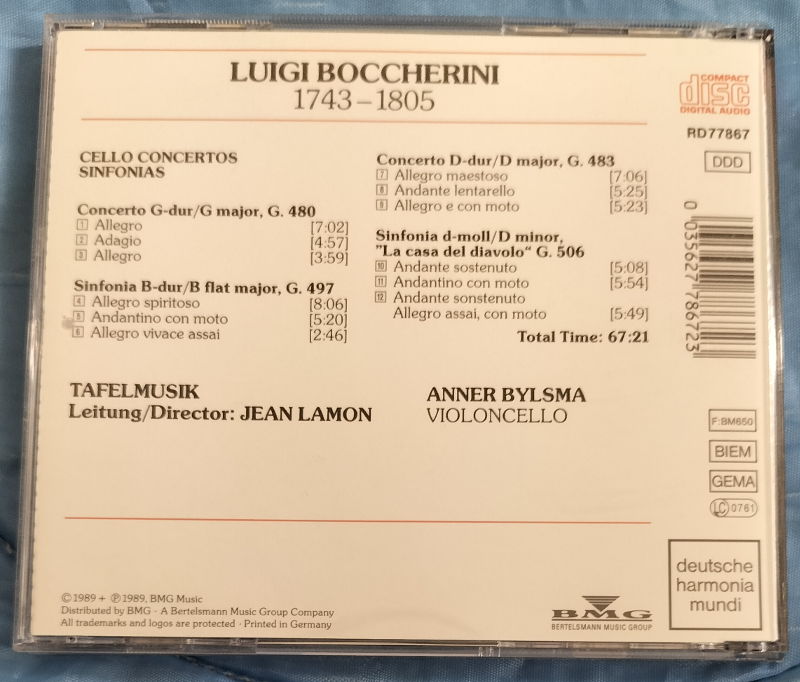 LUIGI BOCCHERINI
1743–1805
COMPACT
disc
DIGITAL AUDIO
RD77867
DDD
CELLO CONCERTOS
SINFONIAS
Concerto G-dur/G major, G. 480
1 Allegro [7:02]
2 Adagio [4:57]
3 Allegro [3:59]
Sinfonia B-dur/B flat major, G. 497
4 Allegro spiritoso [8:06]
5 Andantino con moto [5:20]
6 Allegro vivace assai [2:46]
Concerto D-dur/D major, G. 483
7 Allegro maestoso [7:06]
8 Andante lentarello [5:25]
9 Allegro e con moto [5:23]
Sinfonia d-moll/D minor,
"La casa del diavolo“ G. 506
10 Andante sostenuto [5:08]
11 Andantino con moto [5:54]
12 Andante sonstenuto
Allegro assai, con moto [5:49]
Total Time: 67:21
0 035627 786723
TAFELMUSIK
Leitung/Director: JEAN LAMON
ANNER BYLSMA
VIOLONCELLO
F:BM650
BIEM
GEMA
LC 0761
deutsche
harmonia
mundi
©1989 + ℗1989, BMG Music
Distributed by BMG · A Bertelsmann Music Group Company
All trademarks and logos are protected · Printed in Germany
BMG
BERTELSMANN MUSIC GROUP